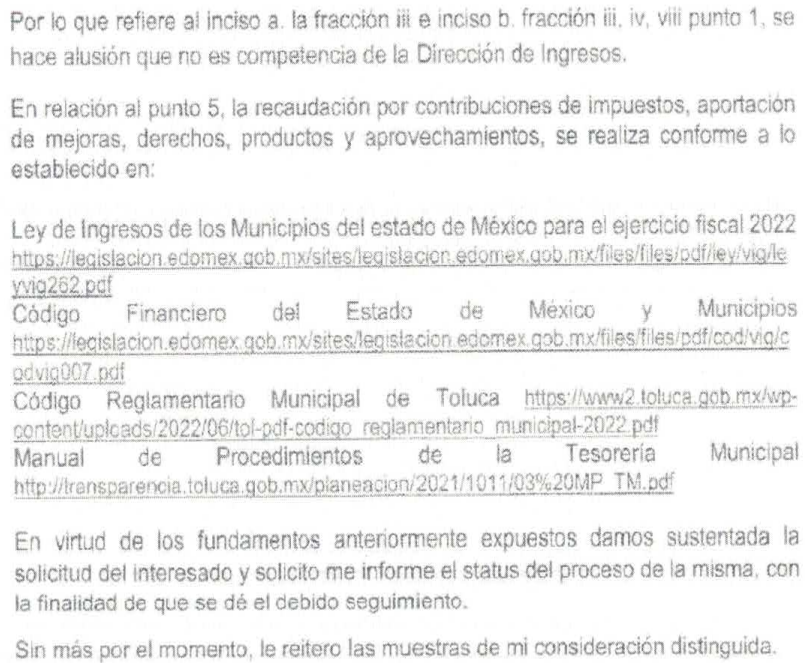 Por lo que refiere al inciso a. la fracción iii e inciso b. fracción iii, iv, viii punto 1, se
hace alusión que no es competencia de la Dirección de Ingresos.
En relación al punto 5, la recaudación por contribuciones de impuestos, aportación
de mejoras, derechos, productos y aprovechamientos, se realiza conforme a lo
establecido en:
Ley de Ingresos de los Municipios del estado de México para el ejercicio fiscal 2022
https://legislacion.edomex.gob.mx/sites/legislacion.edomex.gob.mx/files/files/pdf/ley/vig/le
yvig262.pdf
Código Financiero del Estado de México y Municipios
https://legislacion.edomex.gob.mx/sites/legislacion.edomex.gob.mx/files/files/pdf/cod/vig/c
odvig007.pdf
Código Reglamentario Municipal de Toluca https://www2.toluca.gob.mx/wp-
content/uploads/2022/06/tol-pdf-codigo_reglamentario_municipal-2022.pdf
Manual de Procedimientos de la Tesorería Municipal
http://transparencia.toluca.gob.mx/planeacion/2021/1011/03%20MP_TM.pdf
En virtud de los fundamentos anteriormente expuestos damos sustentada la
solicitud del interesado y solicito me informe el status del proceso de la misma, con
la finalidad de que se dé el debido seguimiento.
Sin más por el momento, le reitero las muestras de mi consideración distinguida.